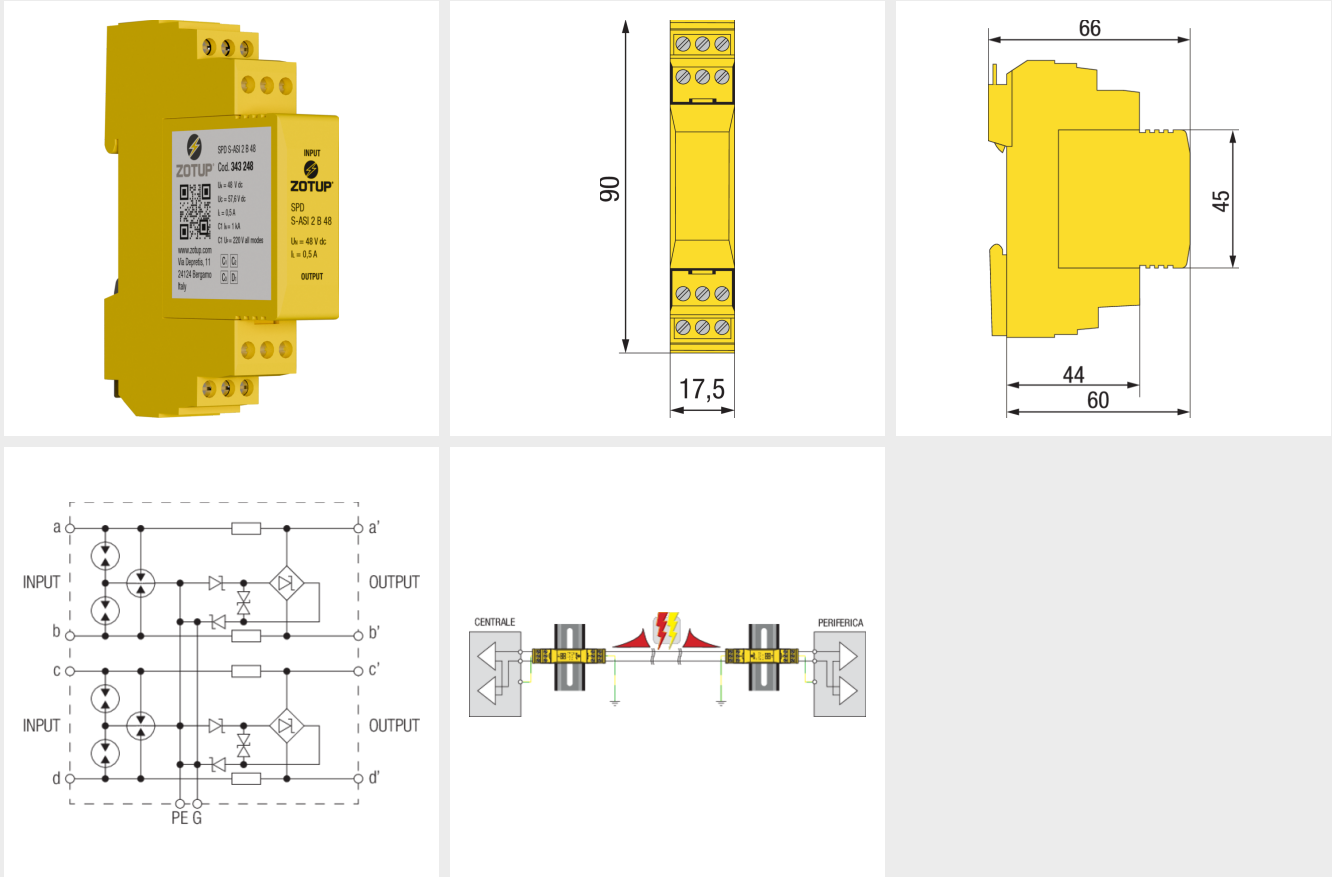 ZOTUP
SPD S-ASI 2 B 48
Cod. 343 248
Uₙ = 48 V dc
Uc = 57,6 V dc
Iₗ = 0,5 A
C1 Iₙ = 1 kA
C1 Uₚ = 220 V all modes
www.zotup.com
Via Depretis, 11
24124 Bergamo
Italy
INPUT
ZOTUP
SPD
S-ASI 2 B 48
Uₙ = 48 V dc
Iₗ = 0,5 A
OUTPUT
90
17,5
66
45
44
60
a
a'
INPUT
OUTPUT
b
b'
c
c'
INPUT
OUTPUT
d
d'
PE G
CENTRALE
PERIFERICA